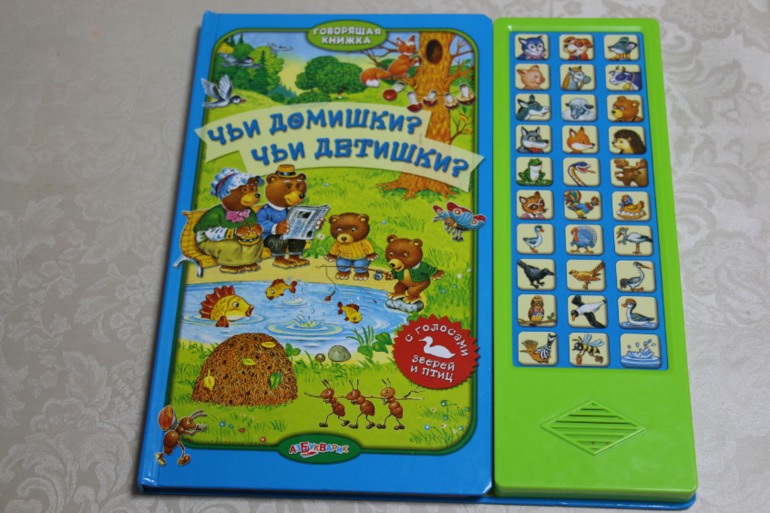 ГОВОРЯЩАЯ
КНИЖКА
ЧЬИ ДОМИШКИ?
ЧЬИ ДЕТИШКИ?
С ГОЛОСАМИ
ЗВЕРЕЙ
И ПТИЦ
АЗБУКВАРИК